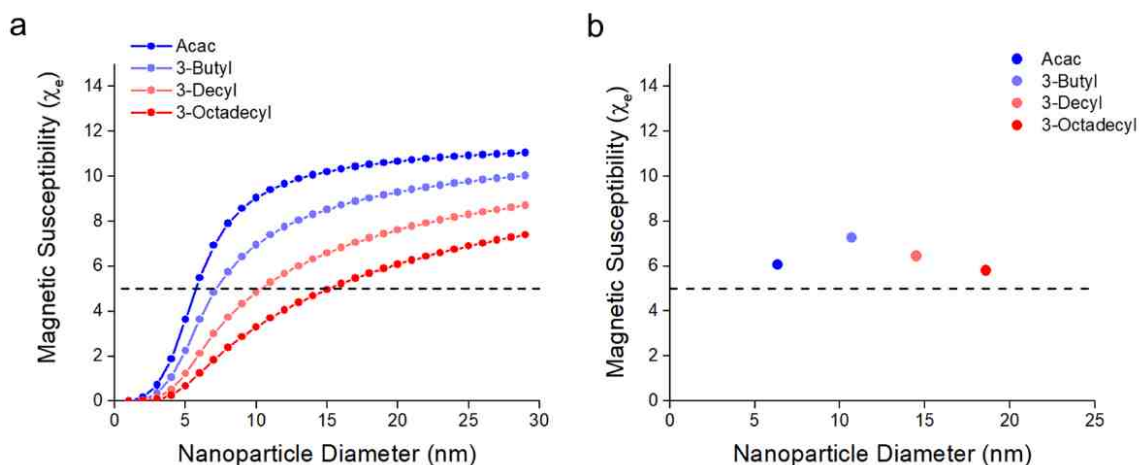 a
Acac
3-Butyl
3-Decyl
3-Octadecyl
Magnetic Susceptibility (χe)
14
12
10
8
6
4
2
0
0 5 10 15 20 25 30
Nanoparticle Diameter (nm)
b
Acac
3-Butyl
3-Decyl
3-Octadecyl
Magnetic Susceptibility (χe)
14
12
10
8
6
4
2
0
0 5 10 15 20 25
Nanoparticle Diameter (nm)